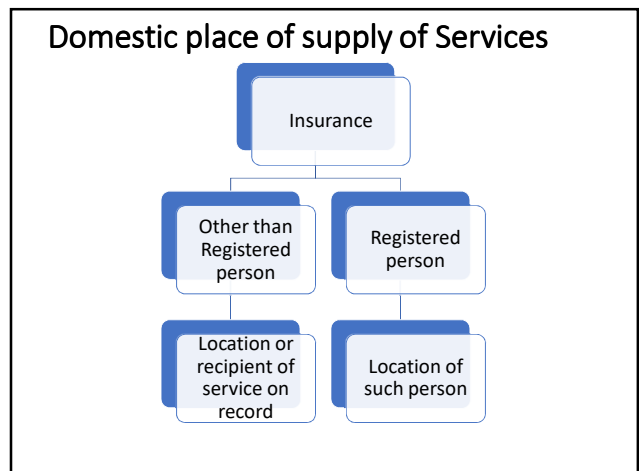 Domestic place of supply of Services
Insurance
Other than
Registered
person
Registered
person
Location or
recipient of
service on
record
Location of
such person